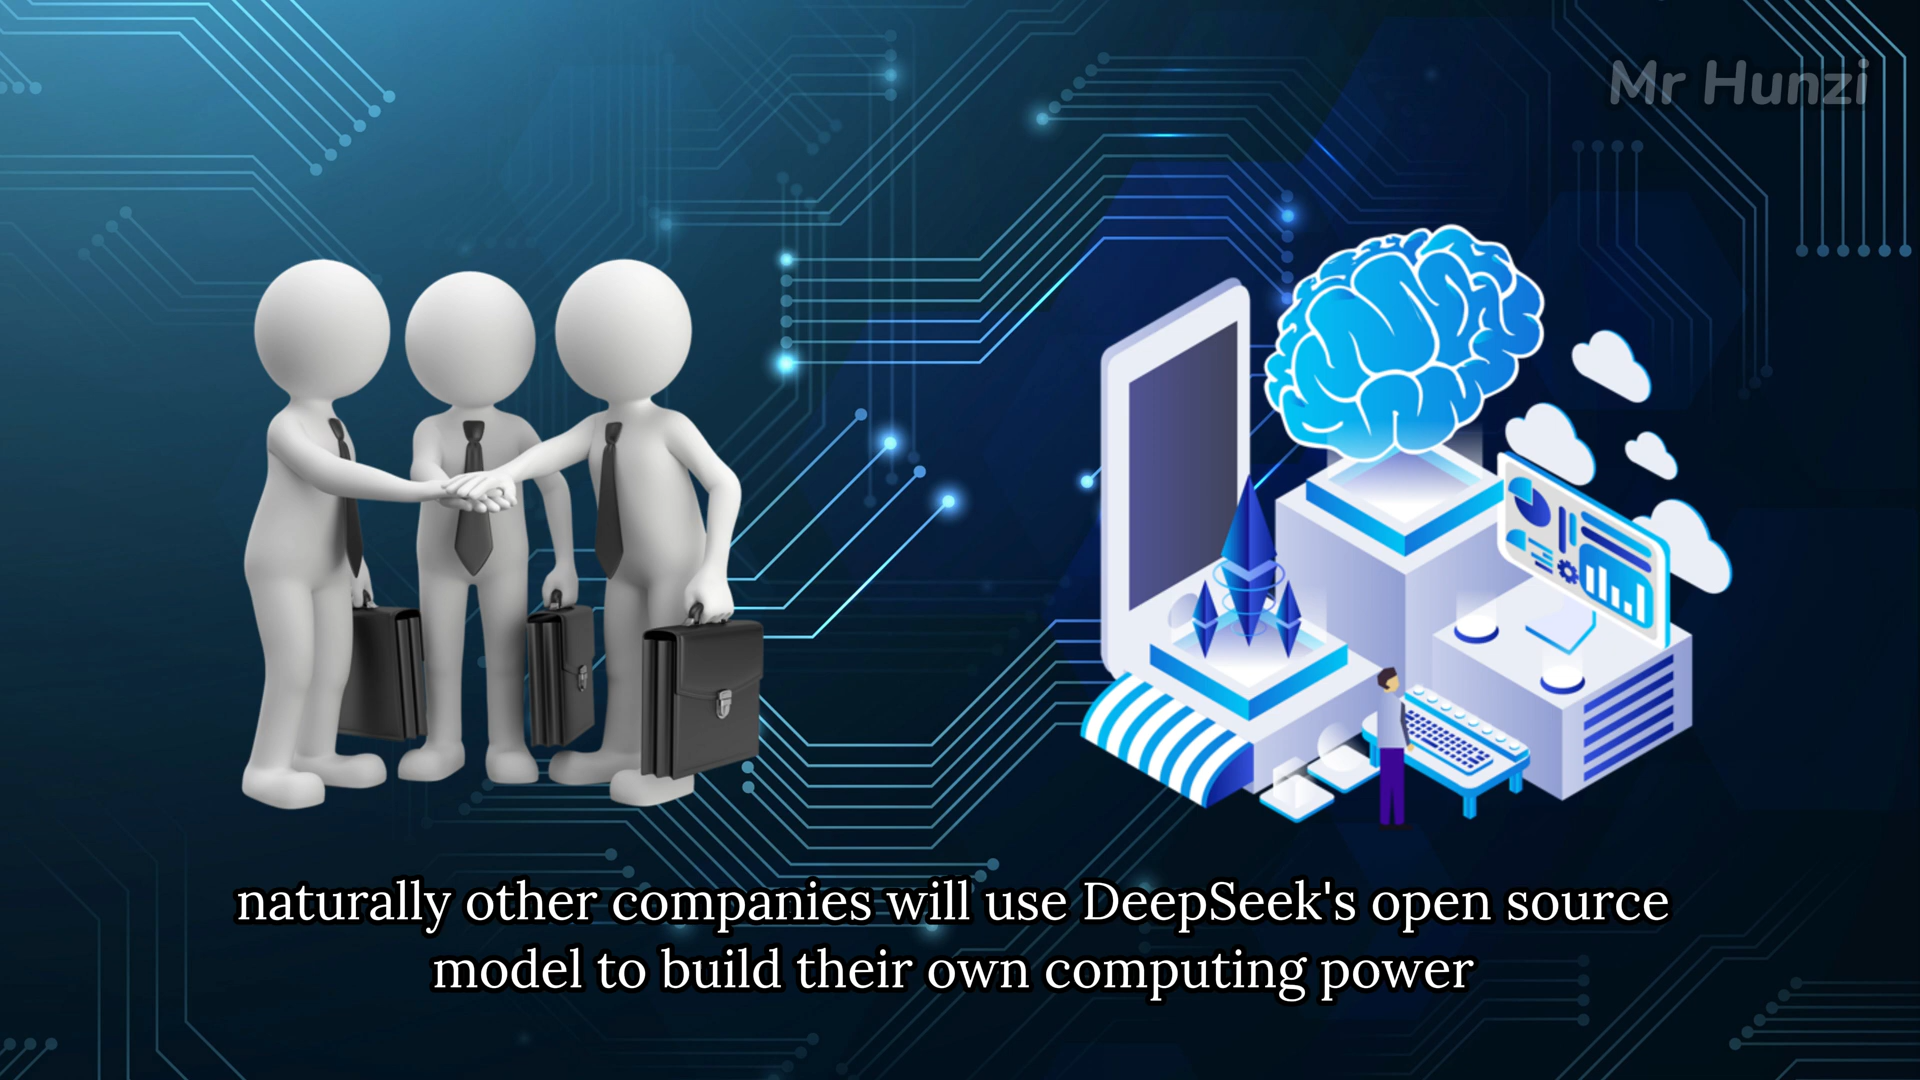 Mr Hunzi
naturally other companies will use DeepSeek's open source
model to build their own computing power